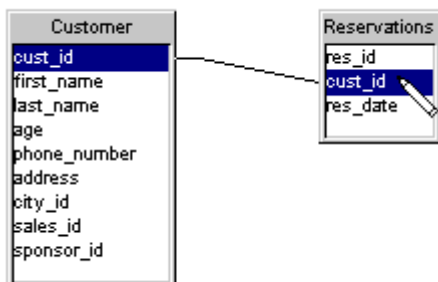 Customer
cust_id
first_name
last_name
age
phone_number
address
city_id
sales_id
sponsor_id
Reservations
res_id
cust_id
res_date